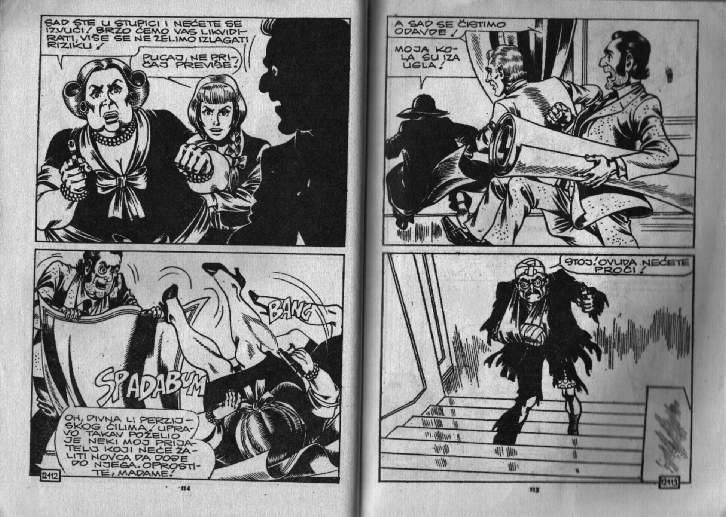 SAD STE U STUPICI I NEĆETE SE
IZVUĆI! BRZO ĆEMO VAS LIKVIDI-
RATI, VIŠE SE NE ŽELIMO IZLAGATI
RIZIKU!
PUCAJ, NE PRI-
ČAJ PREVIŠE!
BANG
SPADABUM
OH, DIVNA LI PERZIJ-
SKOG ĆILIMA! UPRA-
VO TAKAV POŽELIO
JE NEKI MOJ PRIJA-
TELJ KOJI NEĆE ŽA-
LITI NOVCA DA DOĐE
DO NJEGA. OPROSTI-
TE, MADAME!
114
A SAD SE ČISTIMO
ODAVDE!
MOJA KO-
LA SU IZA
UGLA!
STOJ! OVUDA NEĆETE
PROĆI!